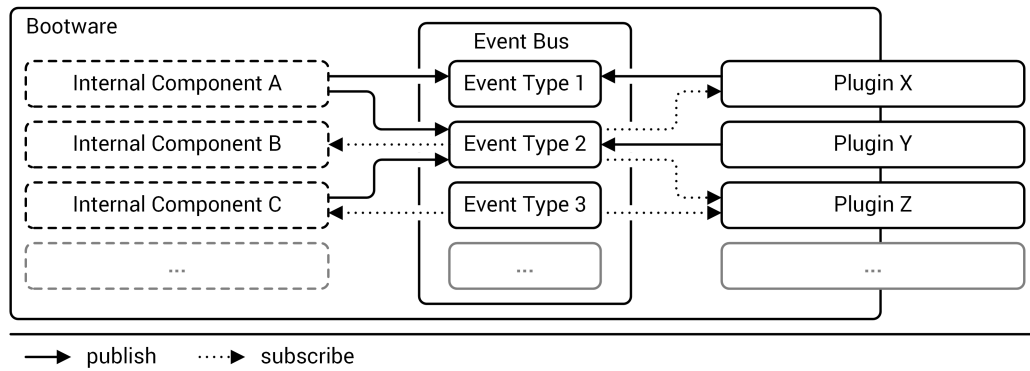 Bootware
Event Bus
Internal Component A
Event Type 1
Plugin X
Internal Component B
Event Type 2
Plugin Y
Internal Component C
Event Type 3
Plugin Z
...
...
...
publish
subscribe